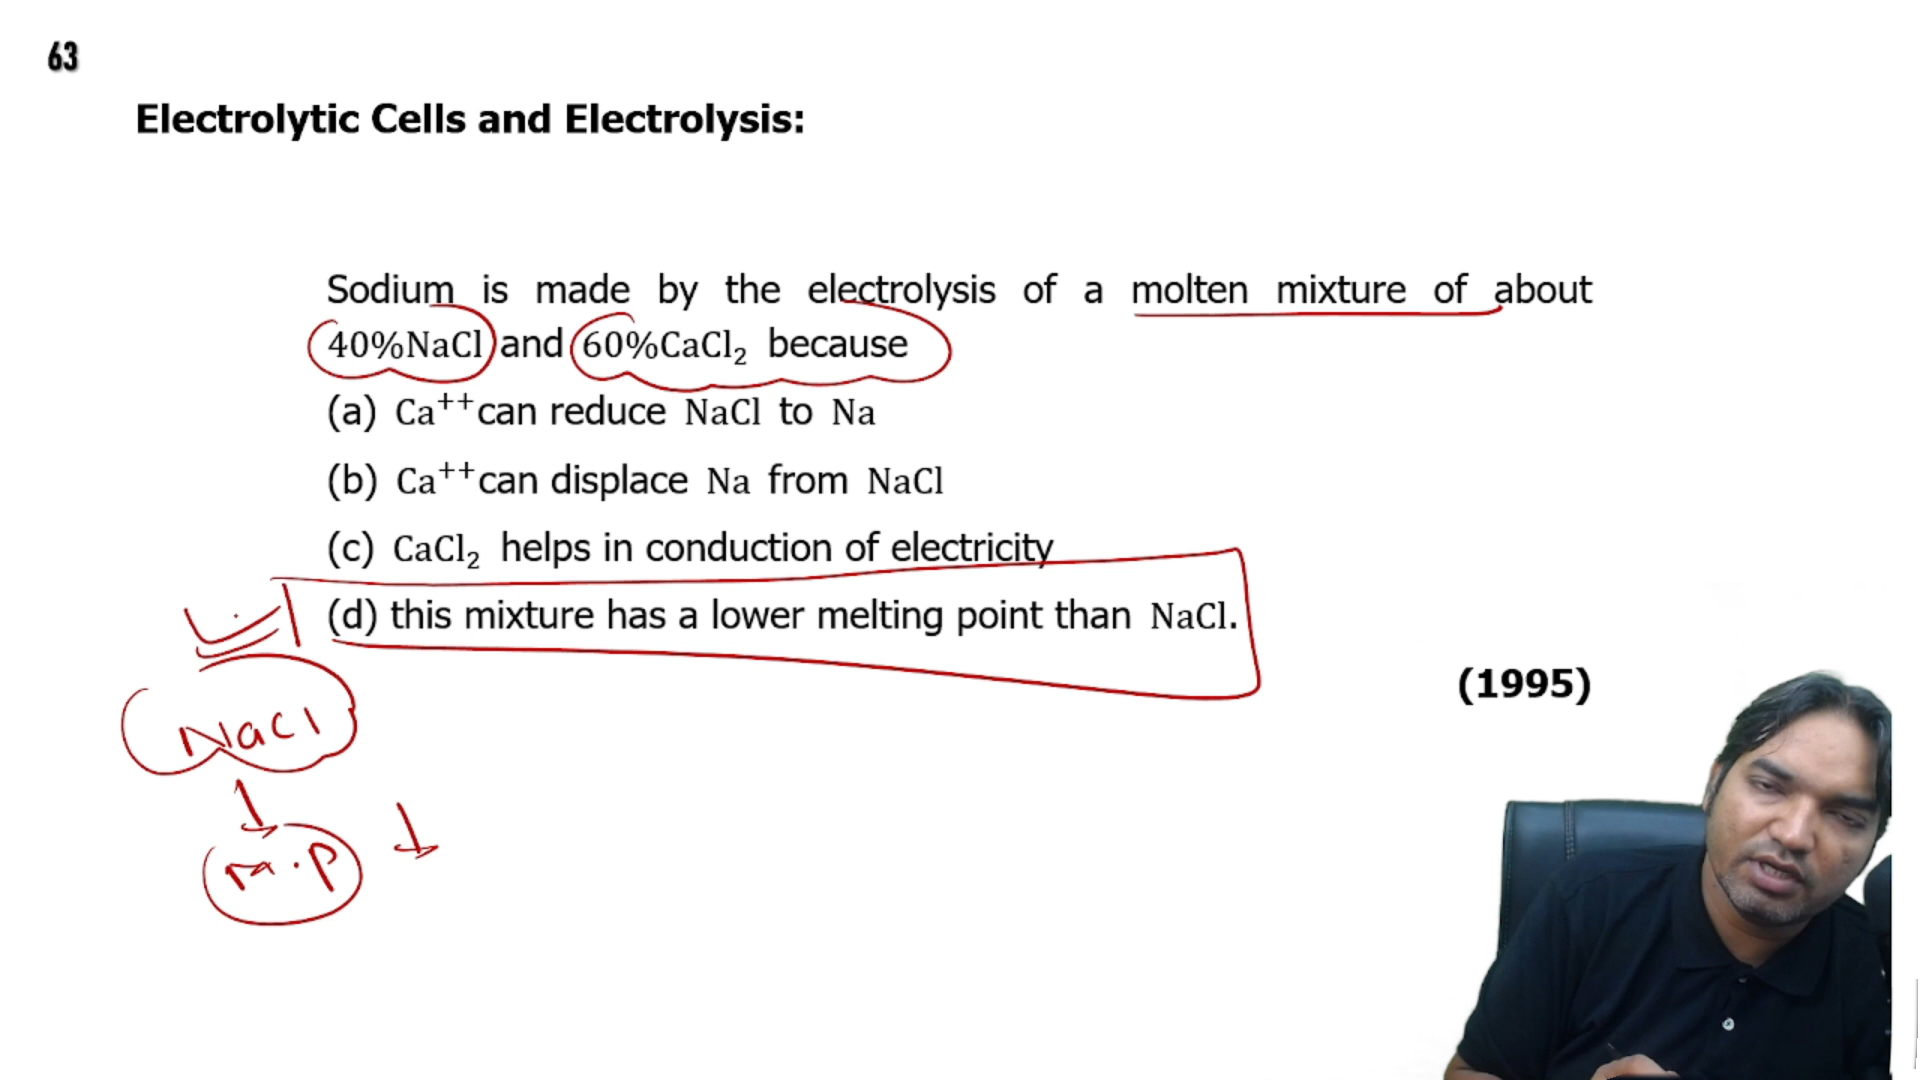 63
Electrolytic Cells and Electrolysis:
Sodium is made by the electrolysis of a molten mixture of about
40%NaCl and 60%CaCl₂ because
(a) Ca⁺⁺can reduce NaCl to Na
(b) Ca⁺⁺can displace Na from NaCl
(c) CaCl₂ helps in conduction of electricity
(d) this mixture has a lower melting point than NaCl.
(1995)
NaCl
M.P